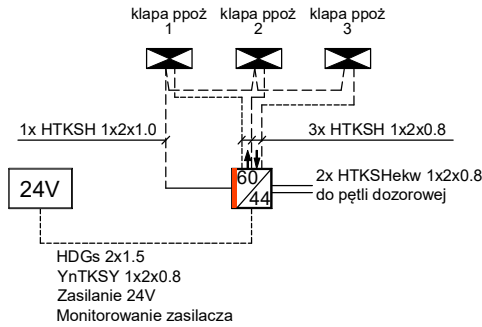 klapa ppoż klapa ppoż klapa ppoż
1 2 3
1x HTKSH 1x2x1.0 3x HTKSH 1x2x0.8
24V
60
44
2x HTKSHekw 1x2x0.8
do pętli dozorowej
HDGs 2x1.5
YnTKSY 1x2x0.8
Zasilanie 24V
Monitorowanie zasilacza